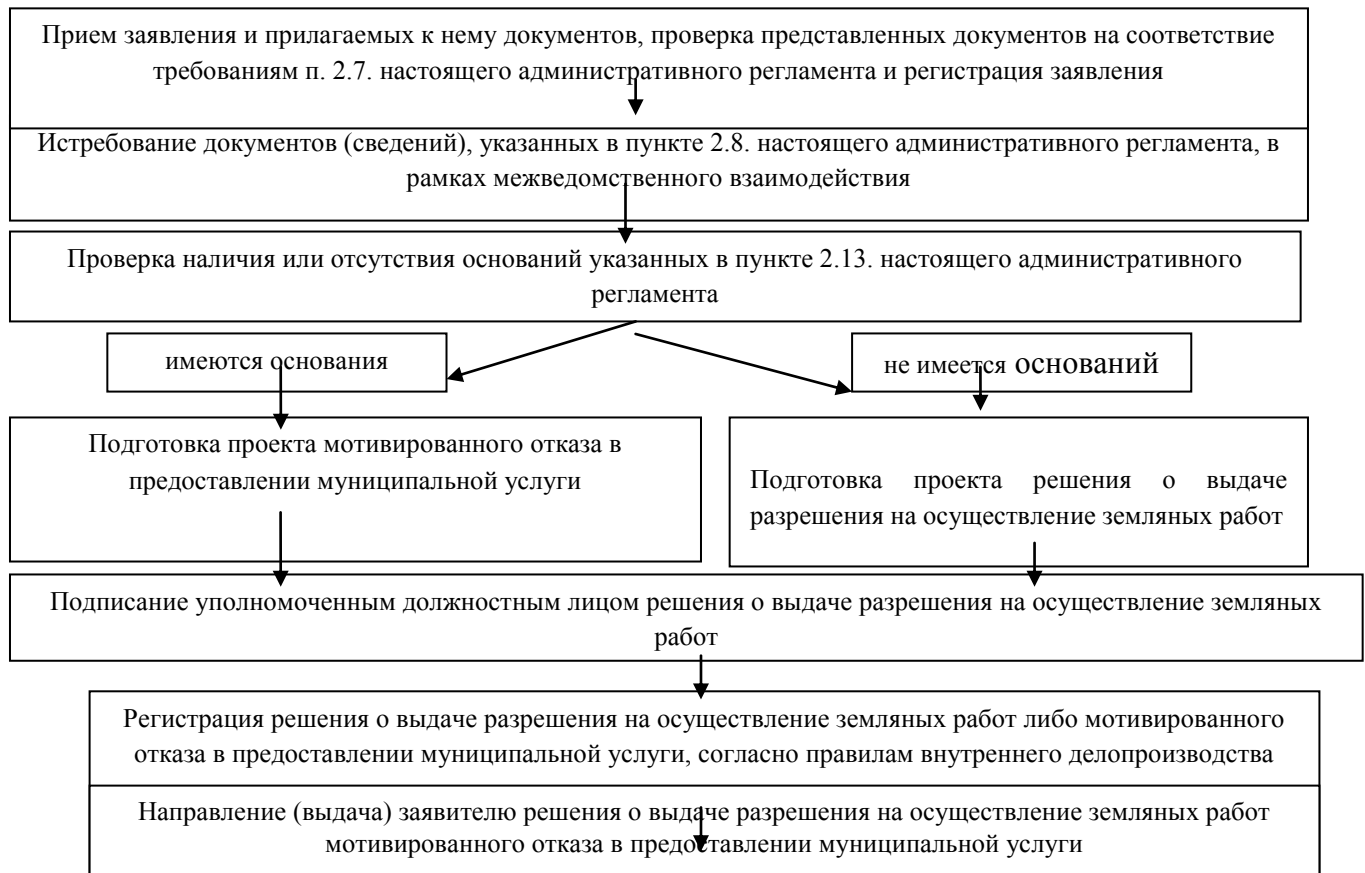 Прием заявления и прилагаемых к нему документов, проверка представленных документов на соответствие
требованиям п. 2.7. настоящего административного регламента и регистрация заявления
Истребование документов (сведений), указанных в пункте 2.8. настоящего административного регламента, в
рамках межведомственного взаимодействия
Проверка наличия или отсутствия оснований указанных в пункте 2.13. настоящего административного
регламента
имеются основания
не имеется оснований
Подготовка проекта мотивированного отказа в
предоставлении муниципальной услуги
Подготовка проекта решения о выдаче
разрешения на осуществление земляных работ
Подписание уполномоченным должностным лицом решения о выдаче разрешения на осуществление земляных
работ
Регистрация решения о выдаче разрешения на осуществление земляных работ либо мотивированного
отказа в предоставлении муниципальной услуги, согласно правилам внутреннего делопроизводства
Направление (выдача) заявителю решения о выдаче разрешения на осуществление земляных работ
мотивированного отказа в предоставлении муниципальной услуги